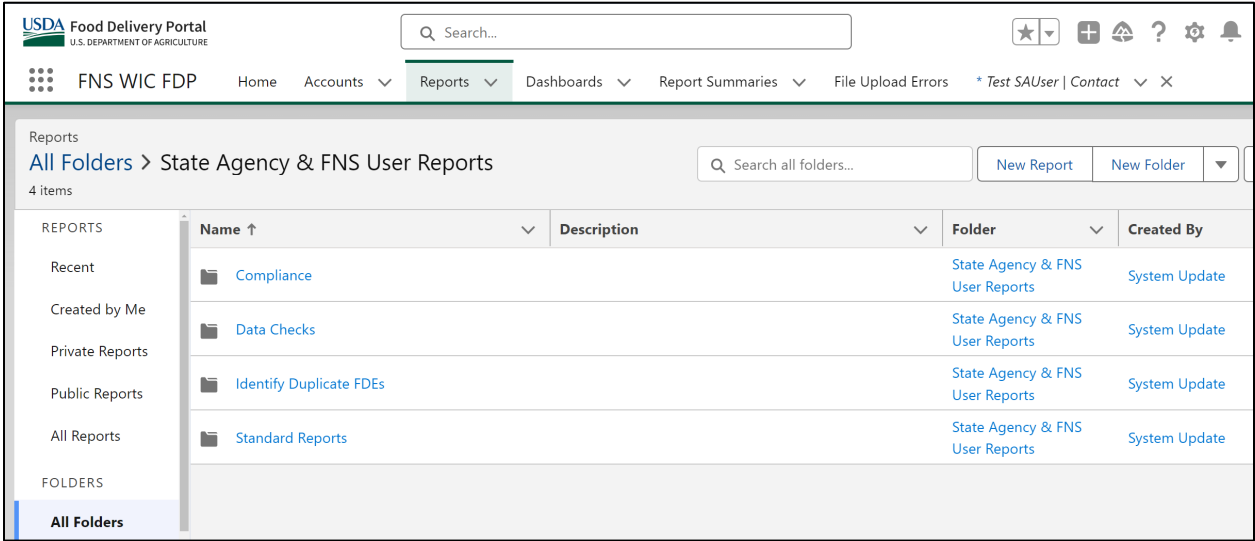 USDA Food Delivery Portal
U.S. DEPARTMENT OF AGRICULTURE
Search...
FNS WIC FDP
Home
Accounts
Reports
Dashboards
Report Summaries
File Upload Errors
* Test SAUser | Contact
Reports
All Folders > State Agency & FNS User Reports
4 items
Search all folders...
New Report
New Folder
REPORTS
Recent
Created by Me
Private Reports
Public Reports
All Reports
FOLDERS
All Folders
Name ↑
Description
Folder
Created By
Compliance
State Agency & FNS
User Reports
System Update
Data Checks
State Agency & FNS
User Reports
System Update
Identify Duplicate FDEs
State Agency & FNS
User Reports
System Update
Standard Reports
State Agency & FNS
User Reports
System Update